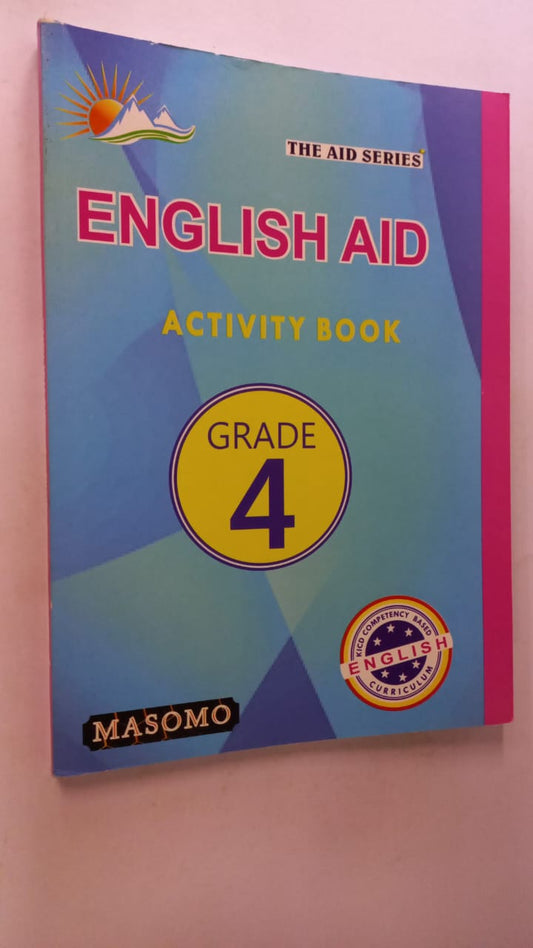 THE AID SERIES
ENGLISH AID
ACTIVITY BOOK
GRADE
4
KICD COMPETENCY BASED
ENGLISH
CURRICULUM
MASOMO